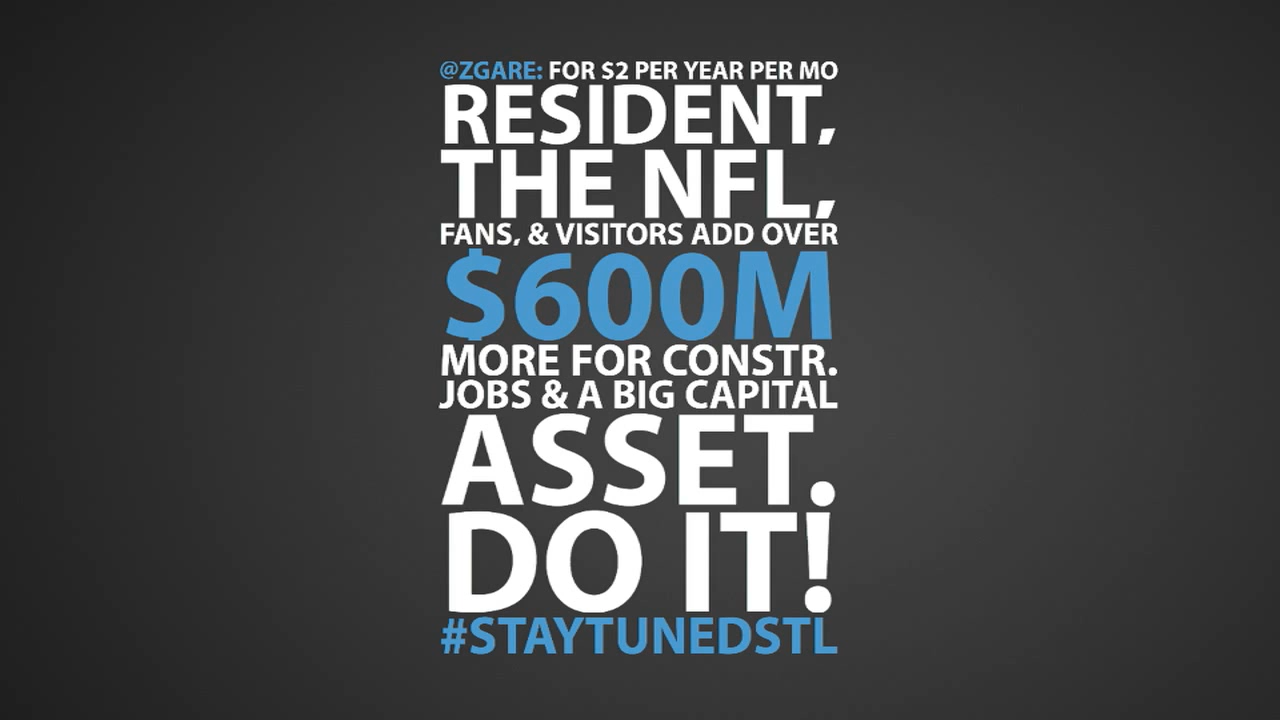 @ZGARE: FOR $2 PER YEAR PER MO
RESIDENT,
THE NFL,
FANS, & VISITORS ADD OVER
$600M
MORE FOR CONSTR.
JOBS & A BIG CAPITAL
ASSET.
DO IT!
#STAYTUNEDSTL